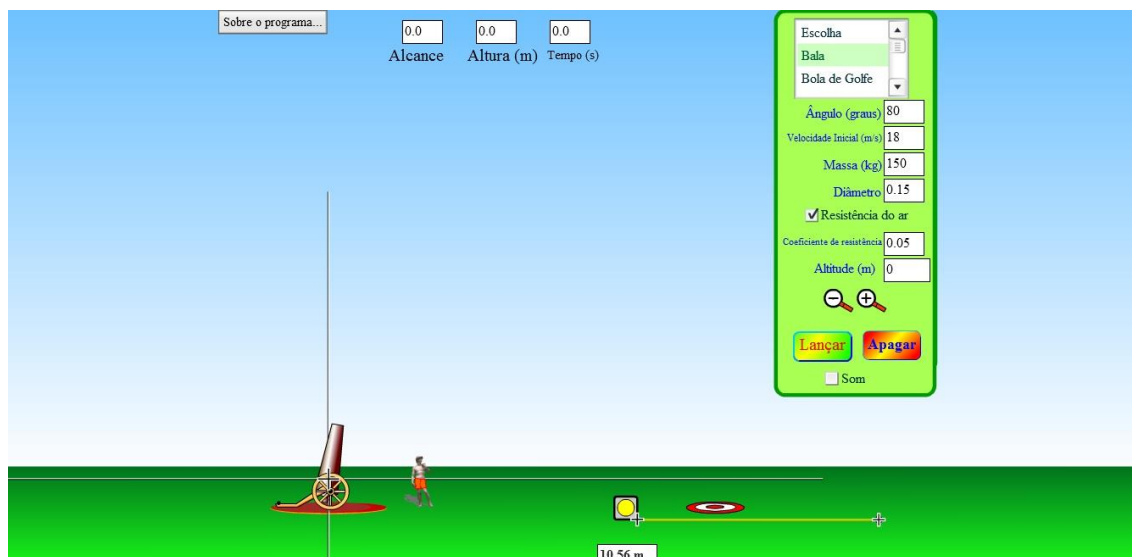 Sobre o programa...
0.0 0.0 0.0
Alcance Altura (m) Tempo (s)
Escolha
Bala
Bola de Golfe
Ângulo (graus) 80
Velocidade Inicial (m/s) 18
Massa (kg) 150
Diâmetro 0.15
Resistência do ar
Coeficiente de resistência 0.05
Altitude (m) 0
Lançar Apagar
Som
10.56 m